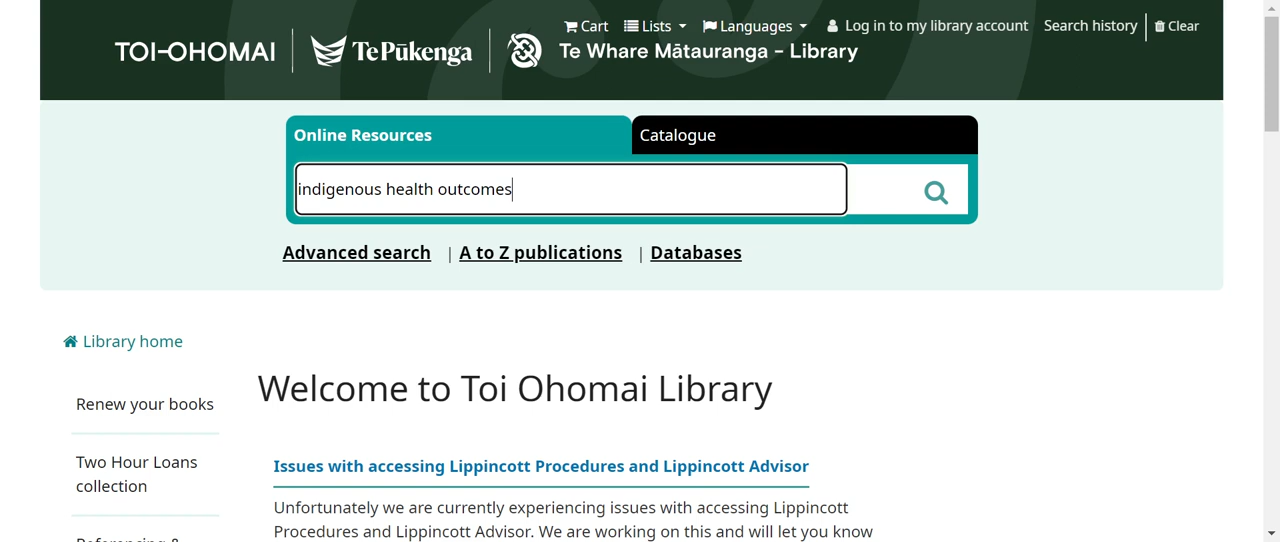 Cart Lists Languages Log in to my library account Search history Clear
TOI-OHOMAI TePūkenga Te Whare Mātauranga - Library
Online Resources Catalogue
indigenous health outcomes
Advanced search | A to Z publications | Databases
Library home
Welcome to Toi Ohomai Library
Renew your books
Two Hour Loans
collection
Referencing &
Issues with accessing Lippincott Procedures and Lippincott Advisor
Unfortunately we are currently experiencing issues with accessing Lippincott
Procedures and Lippincott Advisor. We are working on this and will let you know